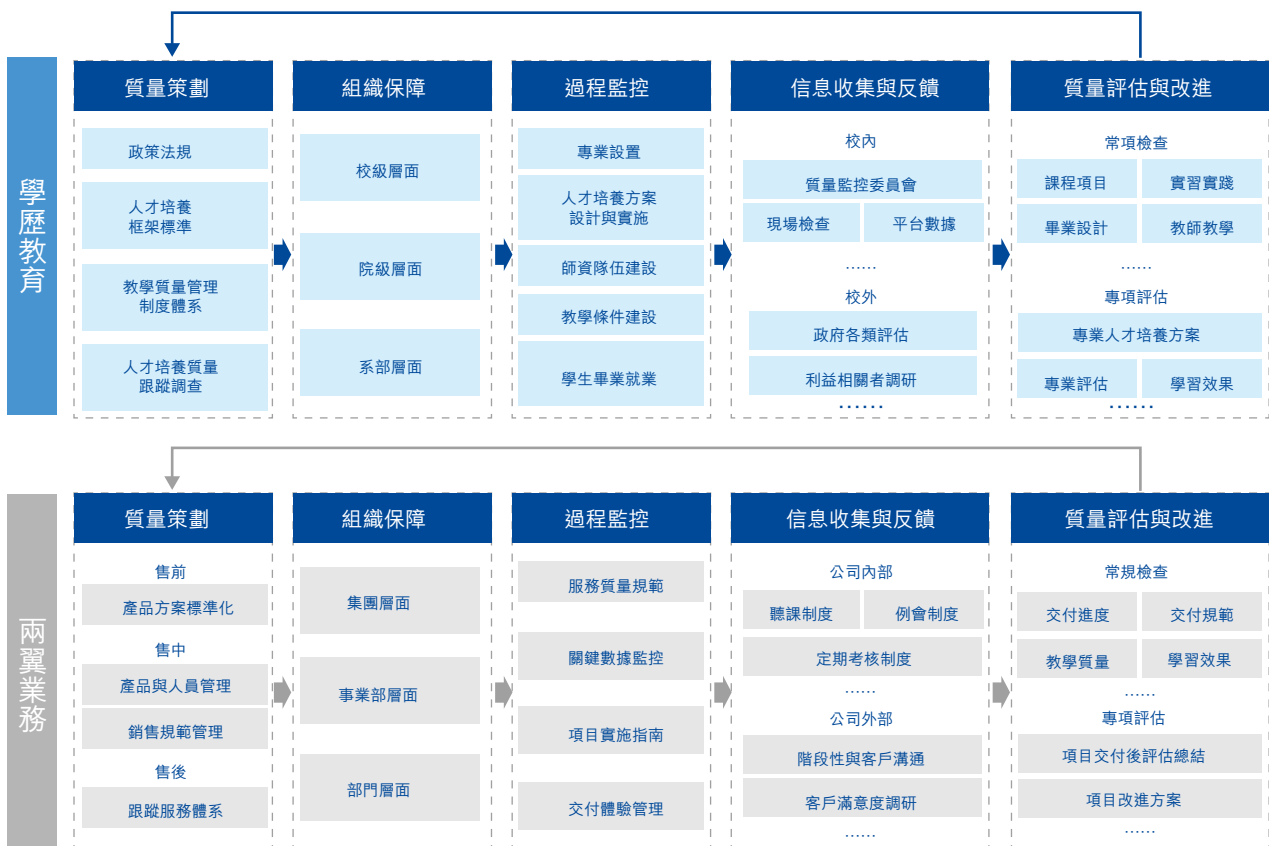 學歷教育
質量策劃
政策法規
人才培養
框架標準
教學質量管理
制度體系
人才培養質量
跟蹤調查
組織保障
校級層面
院級層面
系部層面
過程監控
專業設置
人才培養方案
設計與實施
師資隊伍建設
教學條件建設
學生畢業就業
信息收集與反饋
校內
質量監控委員會
現場檢查
平台數據
......
校外
政府各類評估
利益相關者調研
......
質量評估與改進
常項檢查
課程項目
實習實踐
畢業設計
教師教學
......
專項評估
專業人才培養方案
專業評估
學習效果
......
兩翼業務
質量策劃
售前
產品方案標準化
售中
產品與人員管理
銷售規範管理
售後
跟蹤服務體系
組織保障
集團層面
事業部層面
部門層面
過程監控
服務質量規範
關鍵數據監控
項目實施指南
交付體驗管理
信息收集與反饋
公司內部
聽課制度
例會制度
定期考核制度
......
公司外部
階段性與客戶溝通
客戶滿意度調研
......
質量評估與改進
常規檢查
交付進度
交付規範
教學質量
學習效果
......
專項評估
項目交付後評估總結
項目改進方案
......